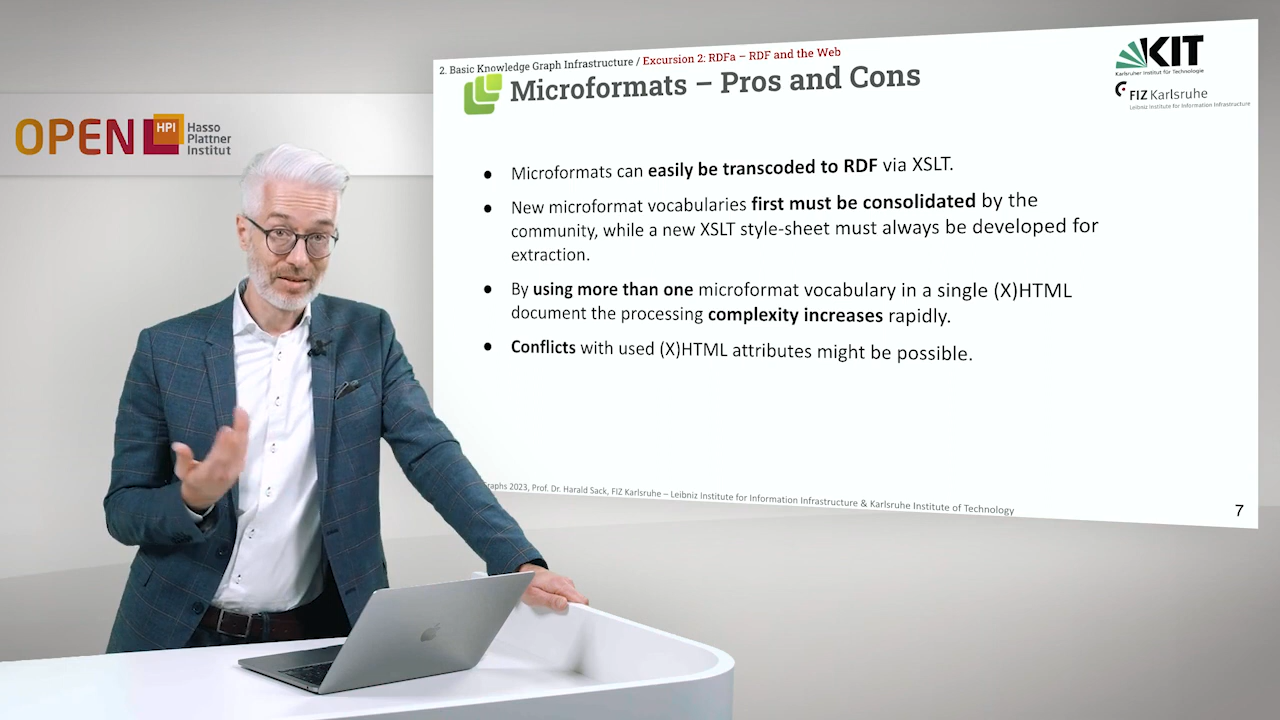 OPEN HPI Hasso
Plattner
Institut
2. Basic Knowledge Graph Infrastructure / Excursion 2: RDFa – RDF and the Web
Microformats – Pros and Cons
KIT
Karlsruher Institut für Technologie
FIZ Karlsruhe
Leibniz Institute for Information Infrastructure
• Microformats can easily be transcoded to RDF via XSLT.
• New microformat vocabularies first must be consolidated by the
community, while a new XSLT style-sheet must always be developed for
extraction.
• By using more than one microformat vocabulary in a single (X)HTML
document the processing complexity increases rapidly.
• Conflicts with used (X)HTML attributes might be possible.
2023, Prof. Dr. Harald Sack, FIZ Karlsruhe – Leibniz Institute for Information Infrastructure & Karlsruhe Institute of Technology
7